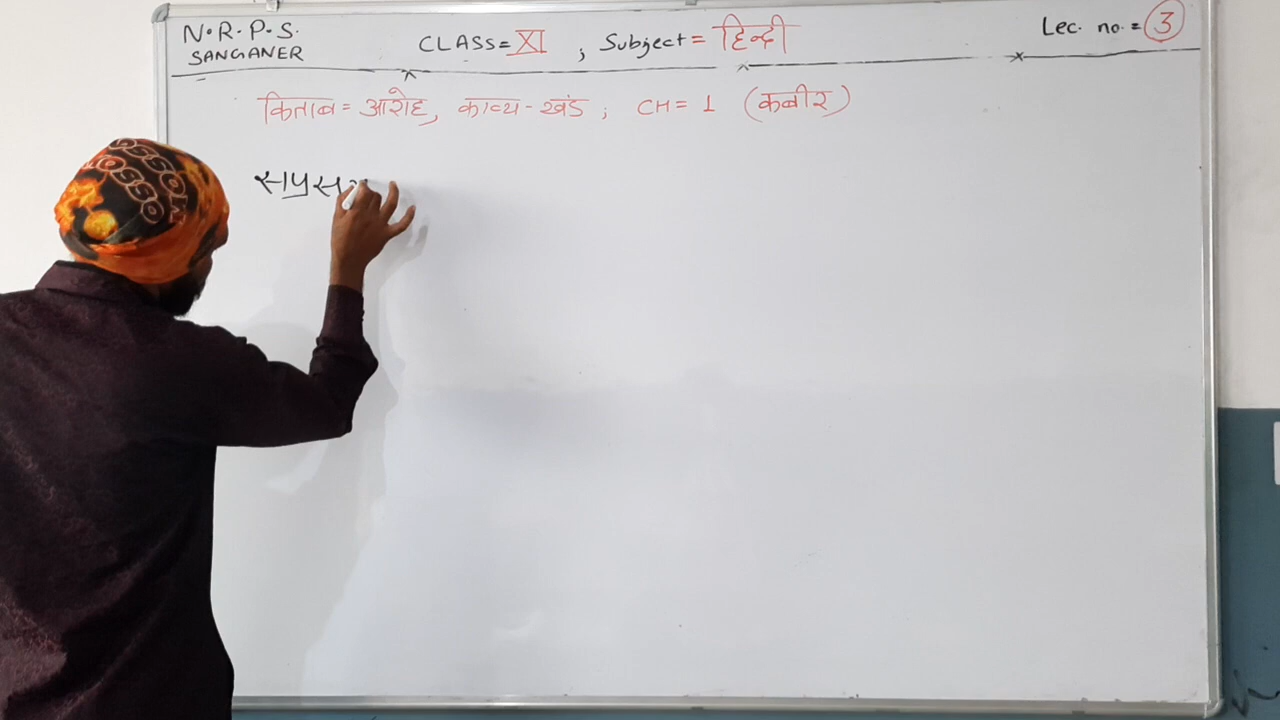 N.R.P.S.
SANGANER
CLASS = XI , Subject = हिन्दी
Lec. no. = 3
किताब = आरोह, काव्य-खंड ; CH = 1 (कबीर)